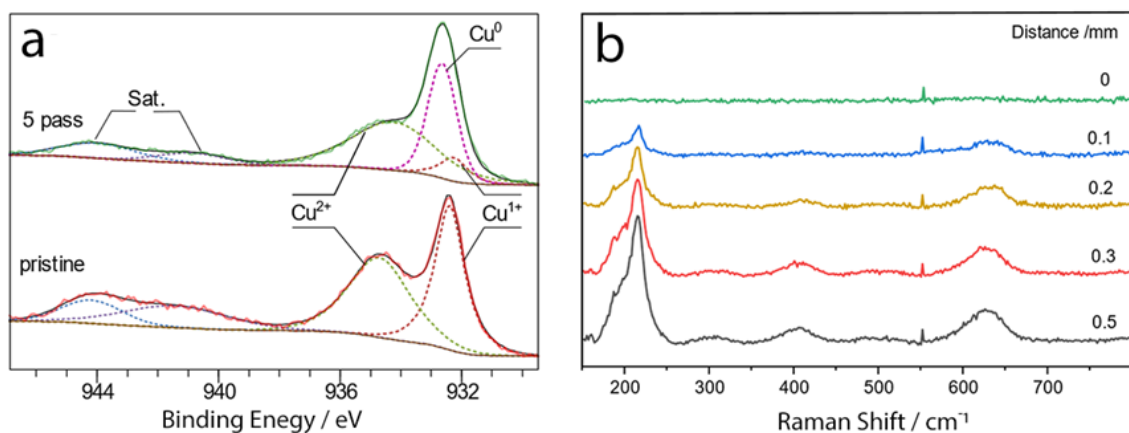 a
Cu⁰
Sat.
5 pass
Cu²⁺
Cu¹⁺
pristine
944
940
936
932
Binding Enegy / eV
b
Distance /mm
0
0.1
0.2
0.3
0.5
200
300
400
500
600
700
Raman Shift / cm⁻¹